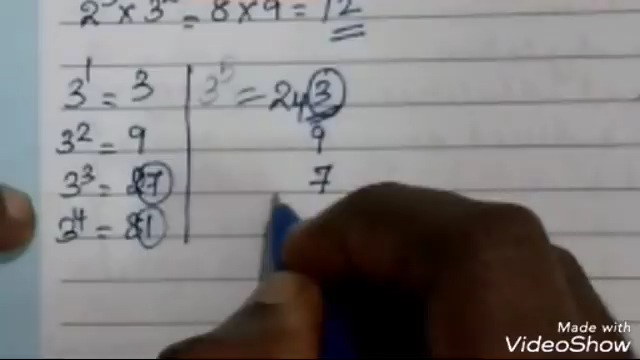 2³ × 3² = 8 × 9 = 72
3¹ = 3
3² = 9
3³ = 27
3⁴ = 81
3⁵ = 243
9
7
Made with
VideoShow